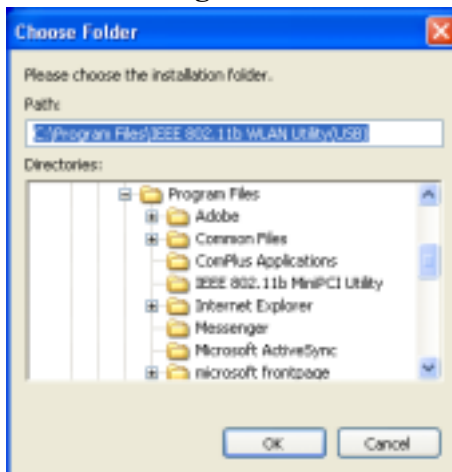 Choose Folder
Please choose the installation folder.
Path:
C:\Program Files\IEEE 802.11b WLAN Utility(USB)
Directories:
Program Files
Adobe
Common Files
ComPlus Applications
IEEE 802.11b MiniPCI Utility
Internet Explorer
Messenger
Microsoft ActiveSync
microsoft frontpage
OK
Cancel